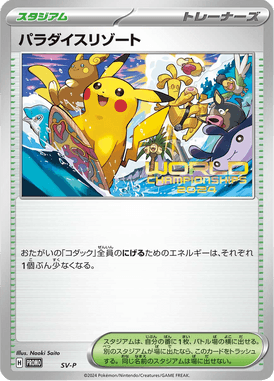 スタジアム トレーナーズ
パラダイスリゾート
WORLD
CHAMPIONSHIPS
2024
おたがいの「コダック」全員のにげるためのエネルギーは、それぞれ
1個ぶん少なくなる。
Illus. Naoki Saito
H PROMO SV-P
スタジアムは、自分の番に1枚、バトル場の横に出せる。
別のスタジアムが場に出たなら、このカードをトラッシュ
する。同じ名前のスタジアムは場に出せない。
©2024 Pokémon/Nintendo/Creatures/GAME FREAK.